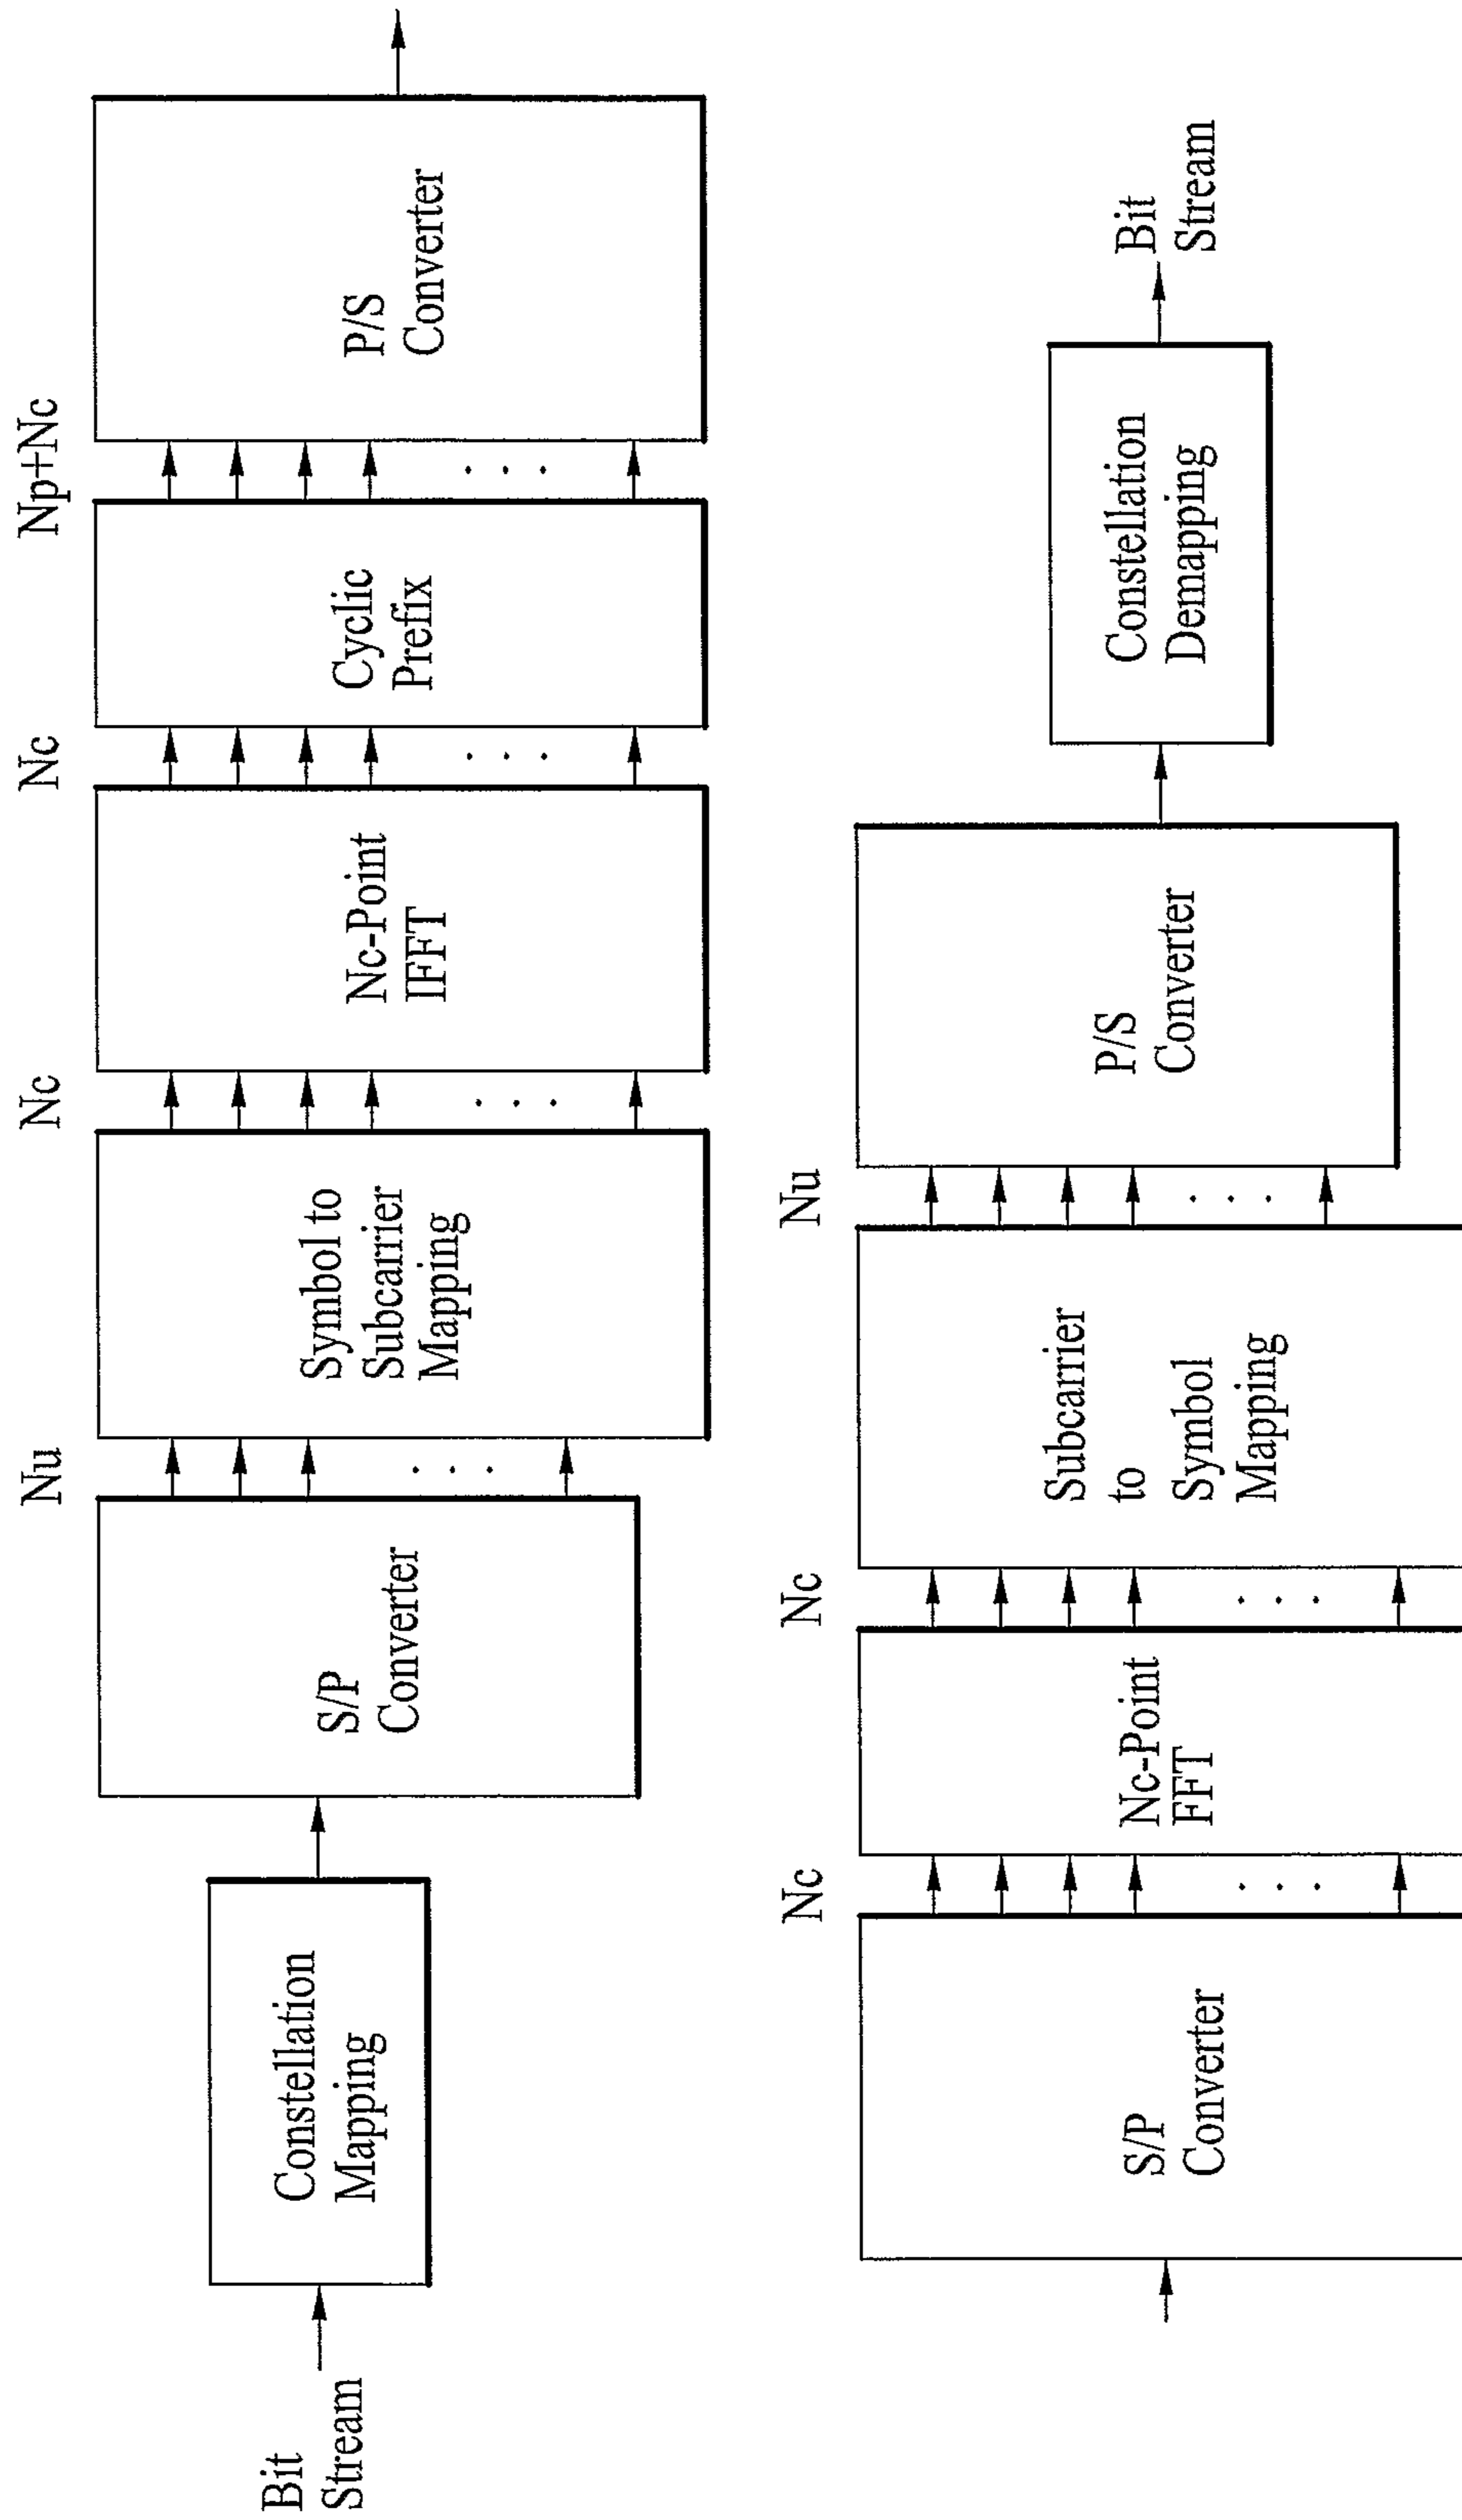 Bit
Stream
Constellation
Mapping
S/P
Converter
Nu
Symbol to
Subcarrier
Mapping
Nc
Nc-Point
IFFT
Nc
Cyclic
Prefix
Np+Nc
P/S
Converter
S/P
Converter
Nc
Nc-Point
FFT
Nc
Subcarrier
to
Symbol
Mapping
Nu
P/S
Converter
Constellation
Demapping
Bit
Stream